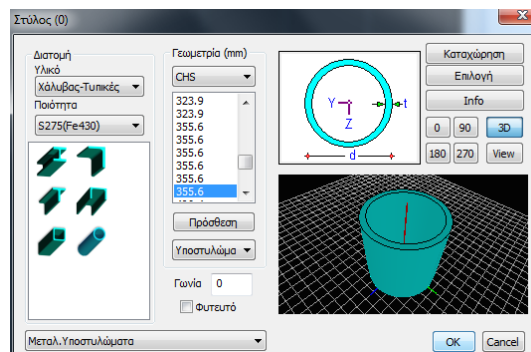 Στύλος (0)
Διατομή
Υλικό
Χάλυβας-Τυπικές
Ποιότητα
S275(Fe430)
Γεωμετρία (mm)
CHS
323.9
323.9
355.6
355.6
355.6
355.6
355.6
Πρόσθεση
Υποστυλώμα
Γωνία 0
Φυτευτό
Y
Z
t
d
Καταχώρηση
Επιλογή
Info
0 90 3D
180 270 View
Μεταλ.Υποστυλώματα
OK Cancel